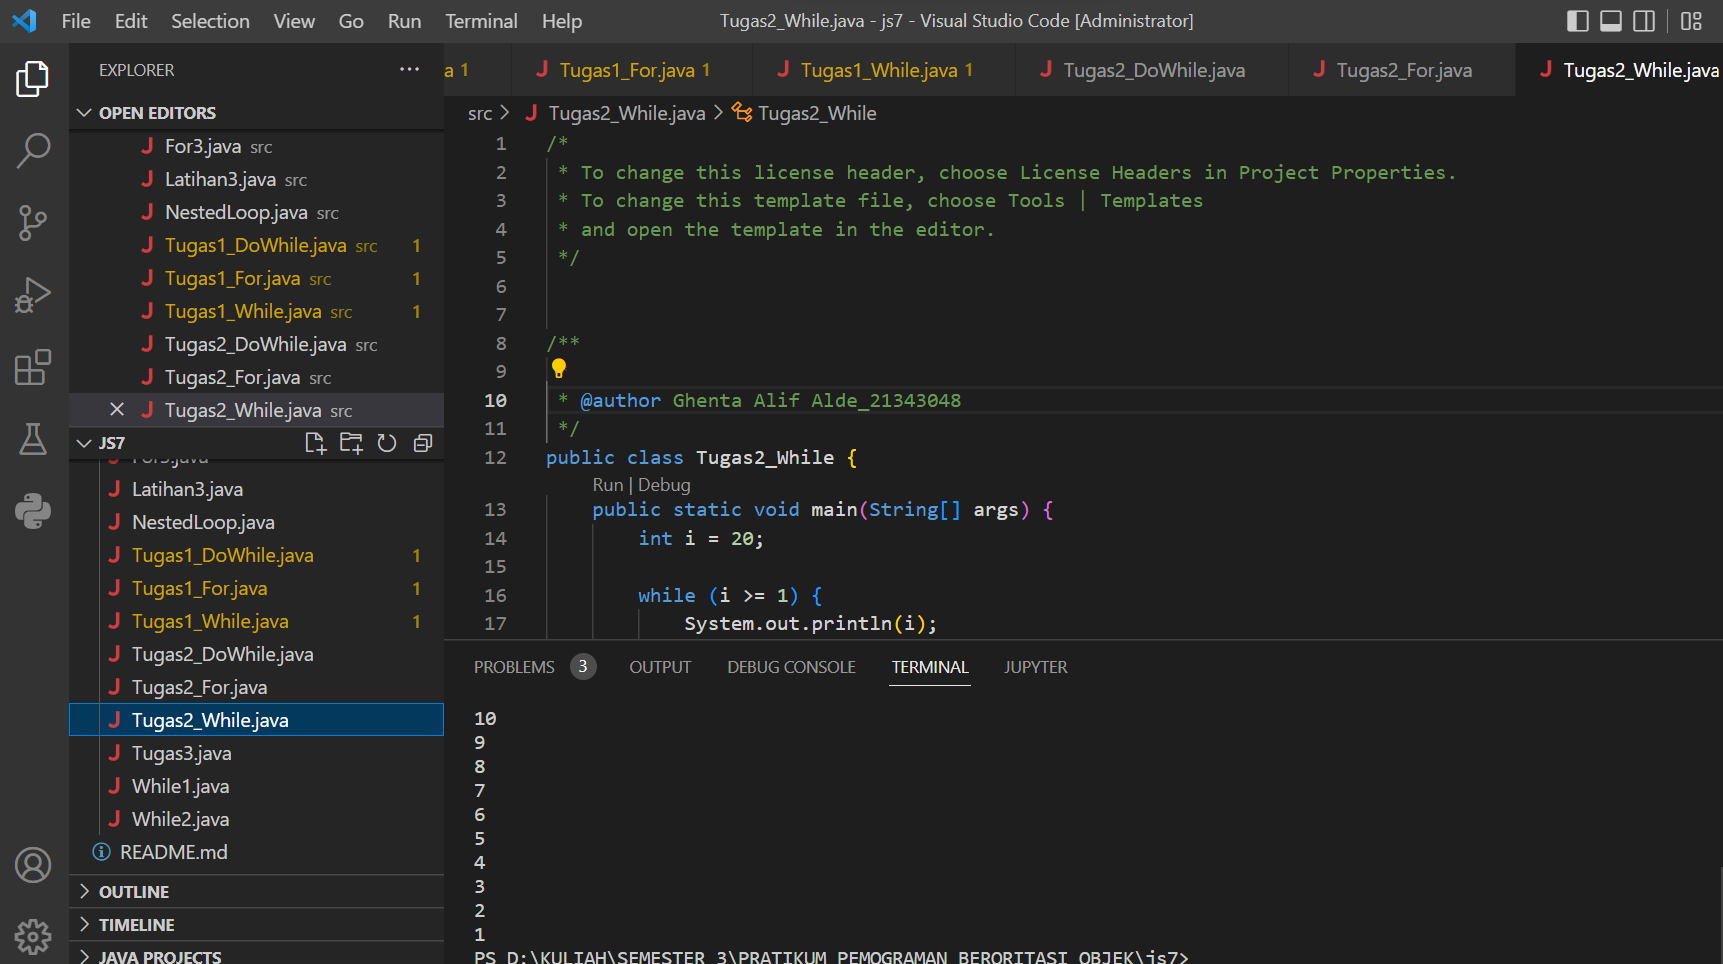 File Edit Selection View Go Run Terminal Help
Tugas2_While.java - js7 - Visual Studio Code [Administrator]
EXPLORER
OPEN EDITORS
For3.java src
Latihan3.java src
NestedLoop.java src
Tugas1_DoWhile.java src 1
Tugas1_For.java src 1
Tugas1_While.java src 1
Tugas2_DoWhile.java src
Tugas2_For.java src
Tugas2_While.java src
JS7
For3.java
Latihan3.java
NestedLoop.java
Tugas1_DoWhile.java 1
Tugas1_For.java 1
Tugas1_While.java 1
Tugas2_DoWhile.java
Tugas2_For.java
Tugas2_While.java
Tugas3.java
While1.java
While2.java
README.md
OUTLINE
TIMELINE
JAVA PROJECTS
a 1 Tugas1_For.java 1 Tugas1_While.java 1 Tugas2_DoWhile.java Tugas2_For.java Tugas2_While.java
src > Tugas2_While.java > Tugas2_While
1 /*
2 * To change this license header, choose License Headers in Project Properties.
3 * To change this template file, choose Tools | Templates
4 * and open the template in the editor.
5 */
6
7
8 /**
9
10 * @author Ghenta Alif Alde_21343048
11 */
12 public class Tugas2_While {
Run | Debug
13 public static void main(String[] args) {
14 int i = 20;
15
16 while (i >= 1) {
17 System.out.println(i);
PROBLEMS 3 OUTPUT DEBUG CONSOLE TERMINAL JUPYTER
10
9
8
7
6
5
4
3
2
1
PS D:\KULIAH\SEMESTER 3\PRATIKUM PEMOGRAMAN BERORITASI OBJEK\js7>